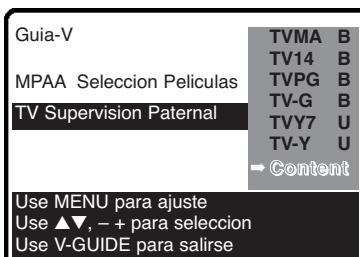 Guia-V
MPAA Seleccion Peliculas
TV Supervision Paternal
TVMA B
TV14 B
TVPG B
TV-G B
TVY7 U
TV-Y U
➡ Content
Use MENU para ajuste
Use ▲▼, – + para seleccion
Use V-GUIDE para salirse